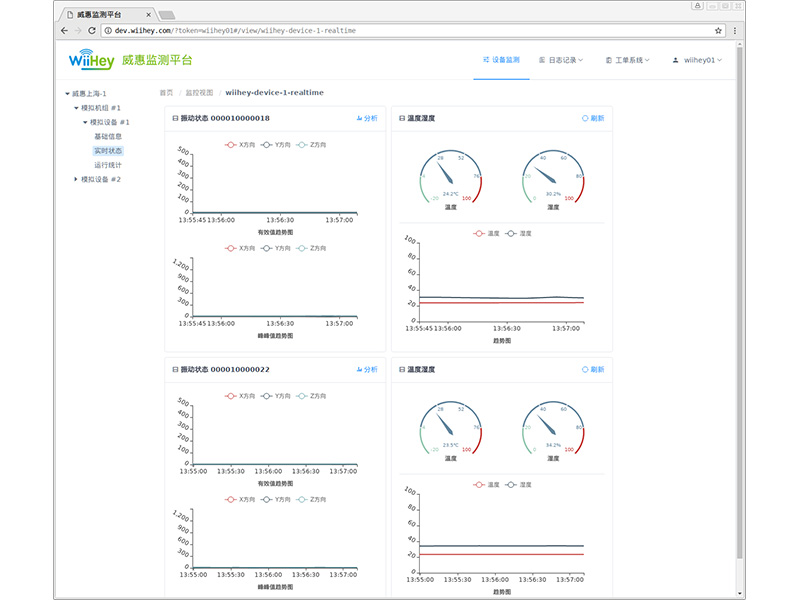 威惠监测平台
dev.wiihey.com/?token=wiihey01#/view/wiihey-device-1-realtime
WiiHey 威惠监测平台
设备监测 日志记录 工单系统 wiihey01
威惠上海-1
模拟机组 #1
模拟设备 #1
基础信息
实时状态
运行统计
模拟设备 #2
首页 / 监控视图 / wiihey-device-1-realtime
振动状态 000010000018 分析
X方向 Y方向 Z方向
500
400
300
200
100
0
13:55:45 13:56:00 13:56:30 13:57:00
有效值趋势图
X方向 Y方向 Z方向
1,200
900
600
300
0
13:55:45 13:56:00 13:56:30 13:57:00
峰峰值趋势图
温度湿度 刷新
28 52
4 76
-20 100
24.2℃
温度
40 60
20 80
0 100
30.2%
湿度
温度 湿度
100
80
60
40
20
0
13:55:45 13:56:00 13:56:30 13:57:00
趋势图
振动状态 000010000022 分析
X方向 Y方向 Z方向
500
400
300
200
100
0
13:55:00 13:55:30 13:56:00 13:56:30 13:57:00
有效值趋势图
X方向 Y方向 Z方向
1,200
900
600
300
0
13:55:00 13:55:30 13:56:00 13:56:30 13:57:00
峰峰值趋势图
温度湿度 刷新
28 52
4 76
-20 100
23.5℃
温度
40 60
20 80
0 100
34.2%
湿度
温度 湿度
100
80
60
40
20
0
13:55:00 13:55:30 13:56:00 13:56:30 13:57:00
趋势图